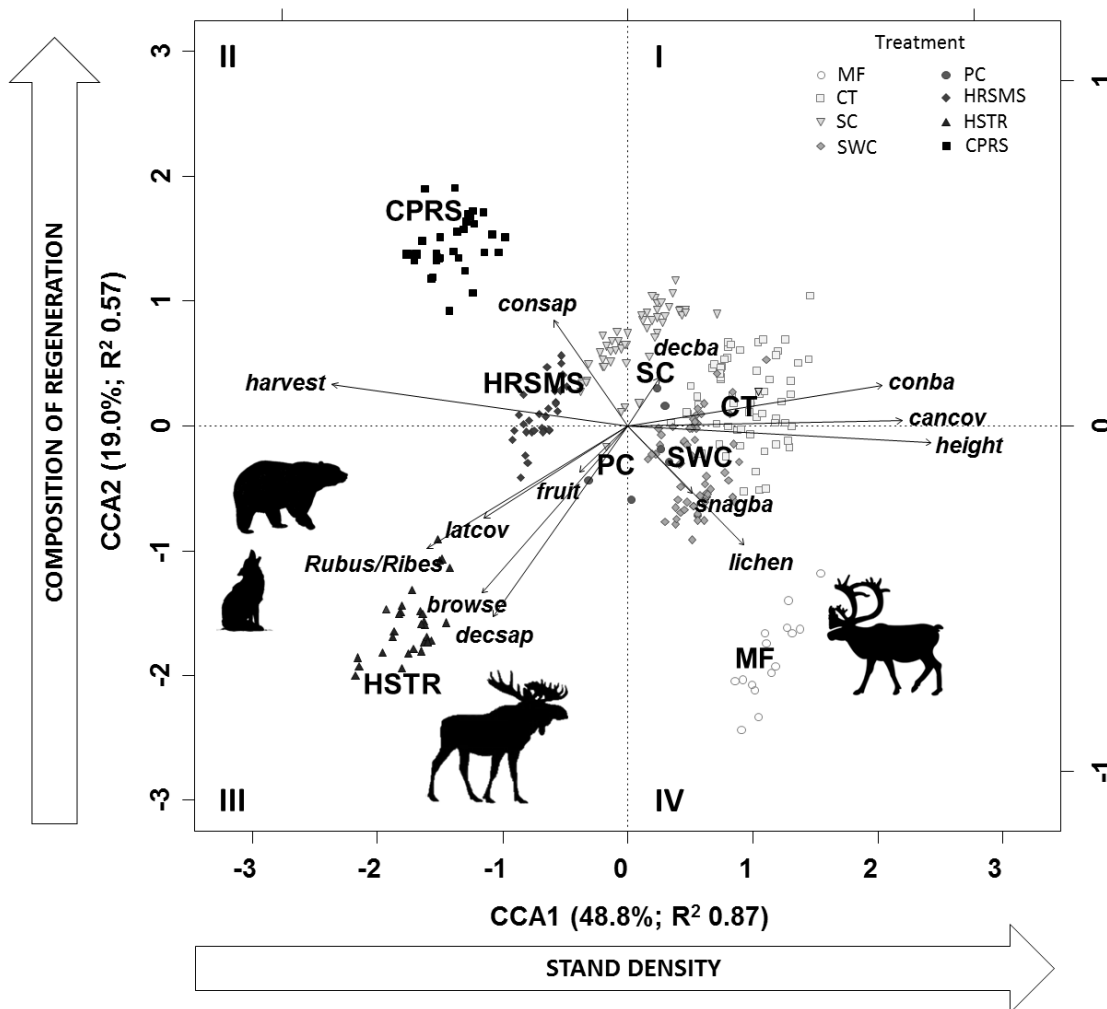 II
I
Treatment
MF
PC
CT
HRSMS
SC
HSTR
SWC
CPRS
3
2
1
0
-1
-2
-3
1
0
-1
COMPOSITION OF REGENERATION
CCA2 (19.0%; R² 0.57)
CPRS
consap
decba
harvest
HRSMS
SC
conba
CT
cancov
height
PC
SWC
fruit
snagba
latcov
lichen
Rubus/Ribes
browse
decsap
MF
HSTR
III
IV
-3
-2
-1
0
1
2
3
CCA1 (48.8%; R² 0.87)
STAND DENSITY